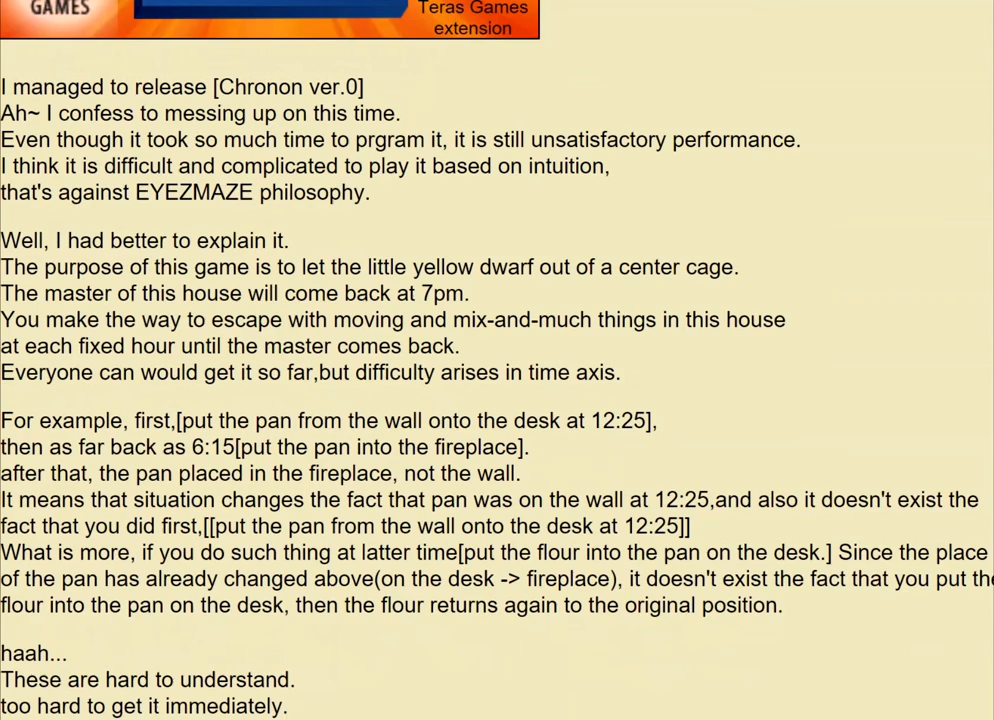 GAMES
Teras Games
extension
I managed to release [Chronon ver.0]
Ah~ I confess to messing up on this time.
Even though it took so much time to prgram it, it is still unsatisfactory performance.
I think it is difficult and complicated to play it based on intuition,
that's against EYEZMAZE philosophy.
Well, I had better to explain it.
The purpose of this game is to let the little yellow dwarf out of a center cage.
The master of this house will come back at 7pm.
You make the way to escape with moving and mix-and-much things in this house
at each fixed hour until the master comes back.
Everyone can would get it so far,but difficulty arises in time axis.
For example, first,[put the pan from the wall onto the desk at 12:25],
then as far back as 6:15[put the pan into the fireplace].
after that, the pan placed in the fireplace, not the wall.
It means that situation changes the fact that pan was on the wall at 12:25,and also it doesn't exist the
fact that you did first,[[put the pan from the wall onto the desk at 12:25]]
What is more, if you do such thing at latter time[put the flour into the pan on the desk.] Since the place
of the pan has already changed above(on the desk -> fireplace), it doesn't exist the fact that you put the
flour into the pan on the desk, then the flour returns again to the original position.
haah...
These are hard to understand.
too hard to get it immediately.